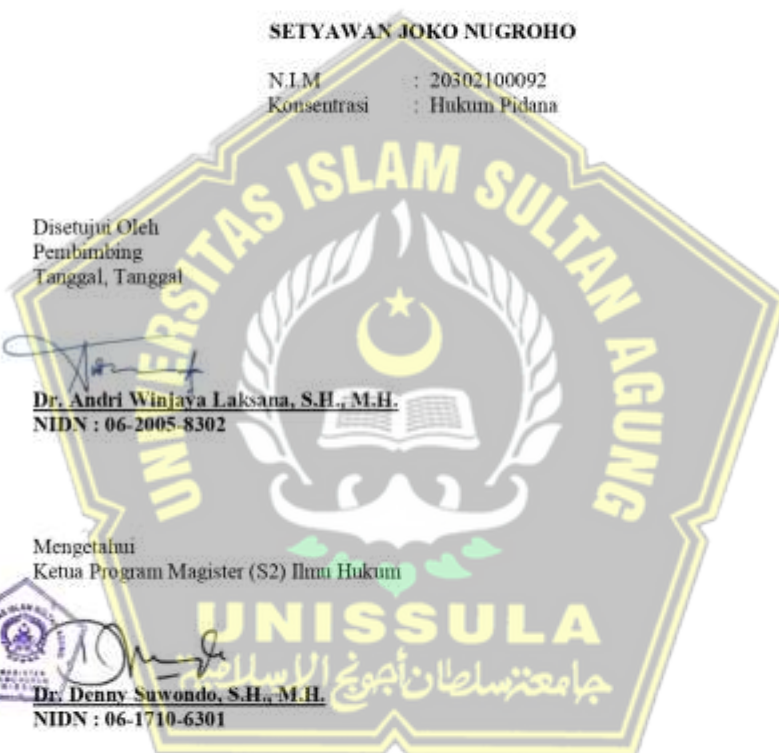 SETYAWAN JOKO NUGROHO
N.I.M : 20302100092
Konsentrasi : Hukum Pidana
UNIVERSITAS ISLAM SULTAN AGUNG
Disetujui Oleh
Pembimbing
Tanggal, Tanggal
Dr. Andri Winjaya Laksana, S.H., M.H.
NIDN : 06-2005-8302
Mengetahui
Ketua Program Magister (S2) Ilmu Hukum
UNISSULA
جامعننسلطان أجونج الإسلامية
Dr. Denny Suwondo, S.H., M.H.
NIDN : 06-1710-6301